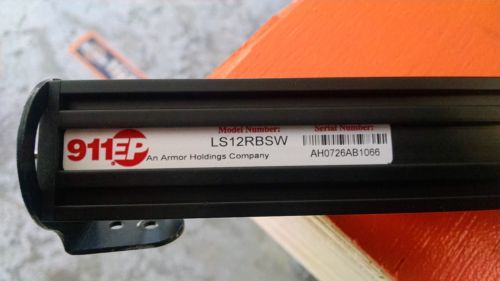 911EP An Armor Holdings Company
Model Number:
LS12RBSW
Serial Number:
AH0726AB1066